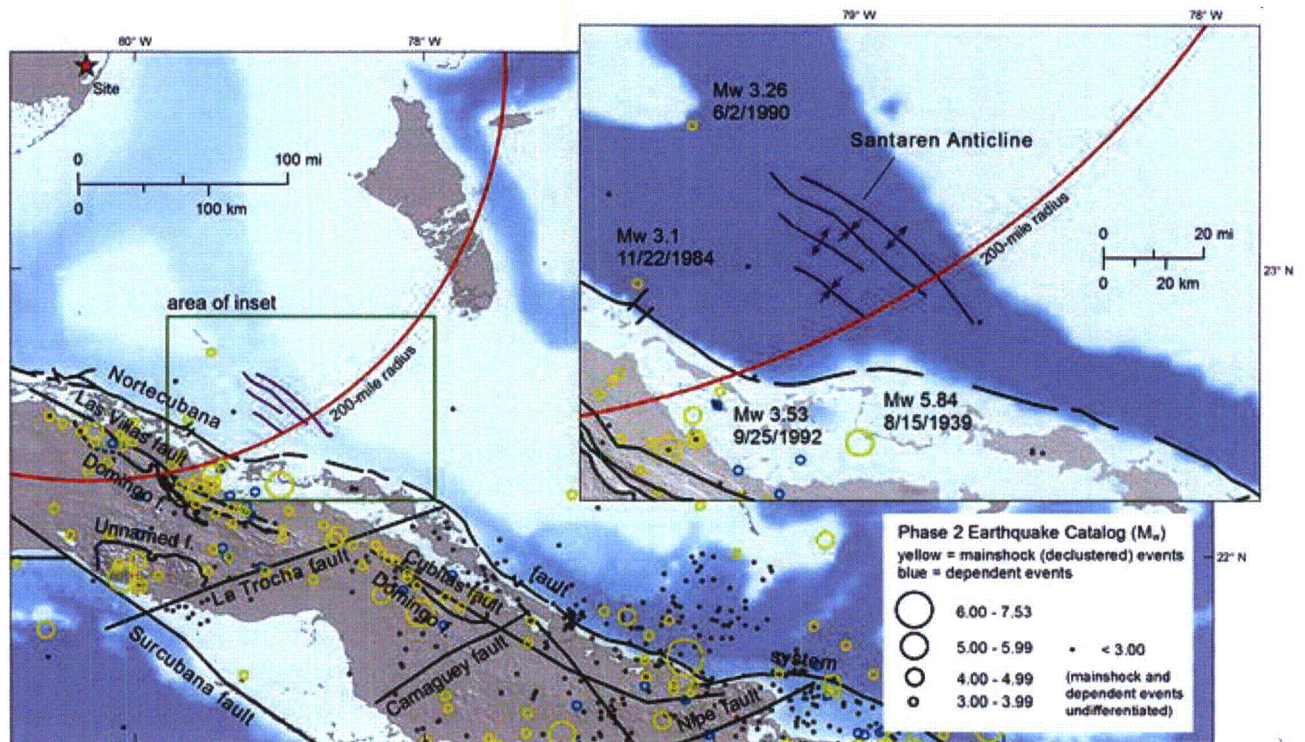 80° W
78° W
79° W
78° W
Site
0 100 mi
0 100 km
area of inset
200-mile radius
Nortecubana
Las Villas fault
Domingo f.
Unnamed f.
La Trocha fault
Cubitas fault
Domingo
fault
Camaguey fault
Surcubana fault
Nipe fault
system
Mw 3.26
6/2/1990
Santaren Anticline
Mw 3.1
11/22/1984
200-mile radius
0 20 mi
0 20 km
23° N
Mw 3.53
9/25/1992
Mw 5.84
8/15/1939
22° N
Phase 2 Earthquake Catalog (Mw)
yellow = mainshock (declustered) events
blue = dependent events
6.00 - 7.53
5.00 - 5.99
4.00 - 4.99
3.00 - 3.99
< 3.00
(mainshock and
dependent events
undifferentiated)